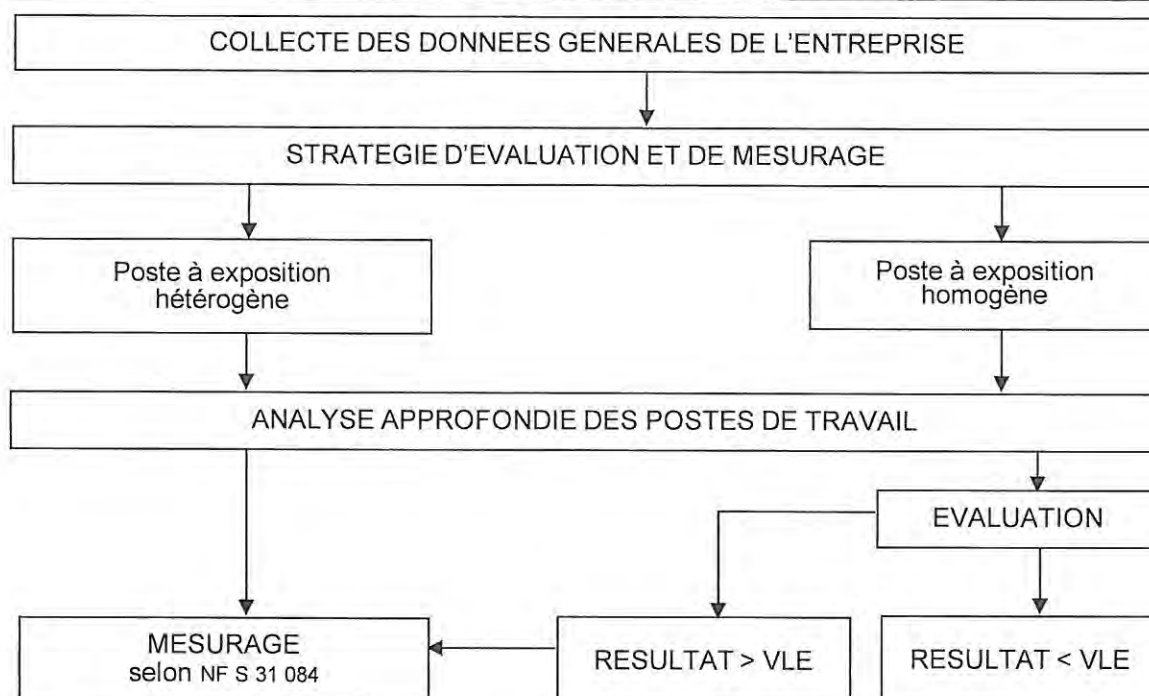 COLLECTE DES DONNEES GENERALES DE L'ENTREPRISE
STRATEGIE D'EVALUATION ET DE MESURAGE
Poste à exposition
hétérogène
Poste à exposition
homogène
ANALYSE APPROFONDIE DES POSTES DE TRAVAIL
EVALUATION
MESURAGE
selon NF S 31 084
RESULTAT > VLE
RESULTAT < VLE